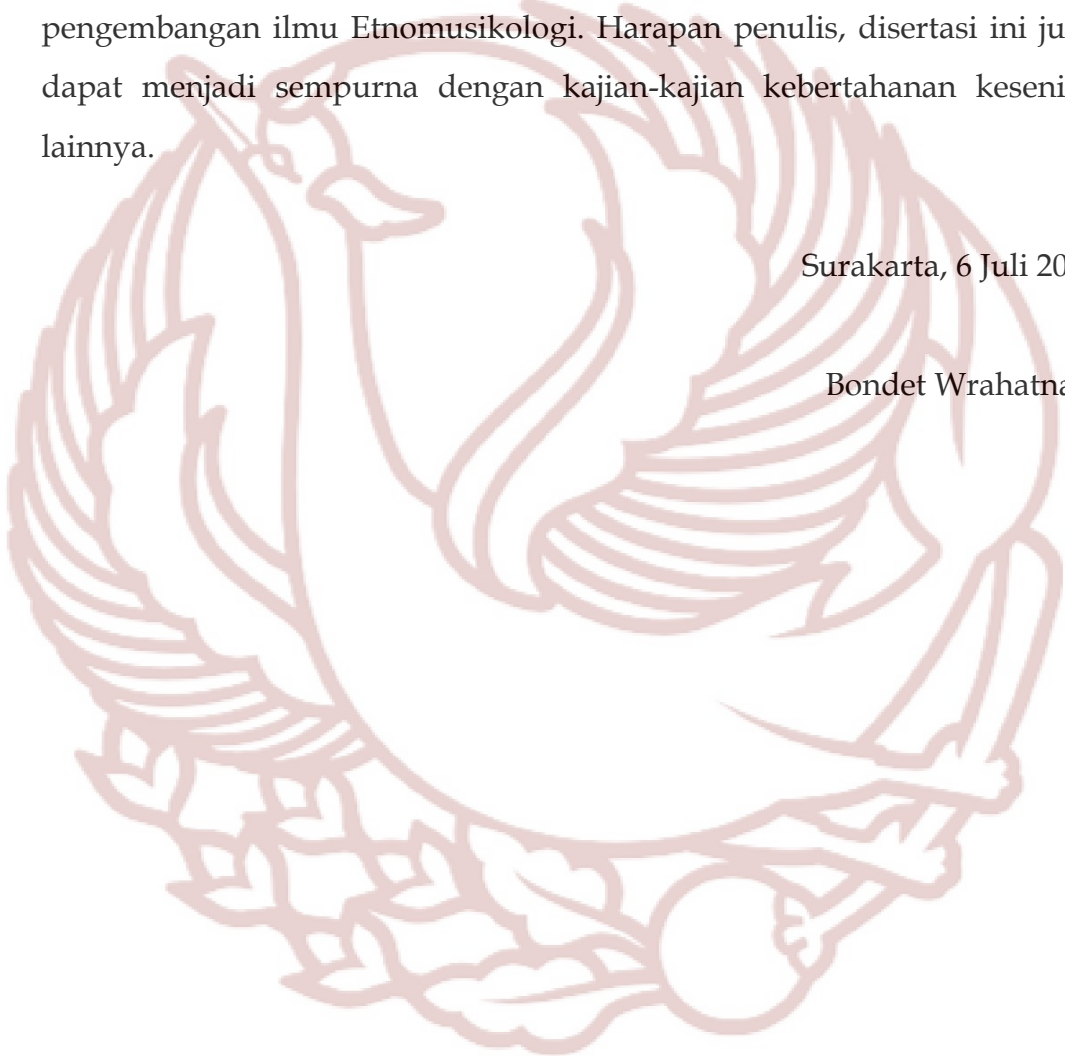 pengembangan ilmu Etnomusikologi. Harapan penulis, disertasi ini ju
dapat menjadi sempurna dengan kajian-kajian kebertahanan keseni
lainnya.
Surakarta, 6 Juli 20
Bondet Wrahatna